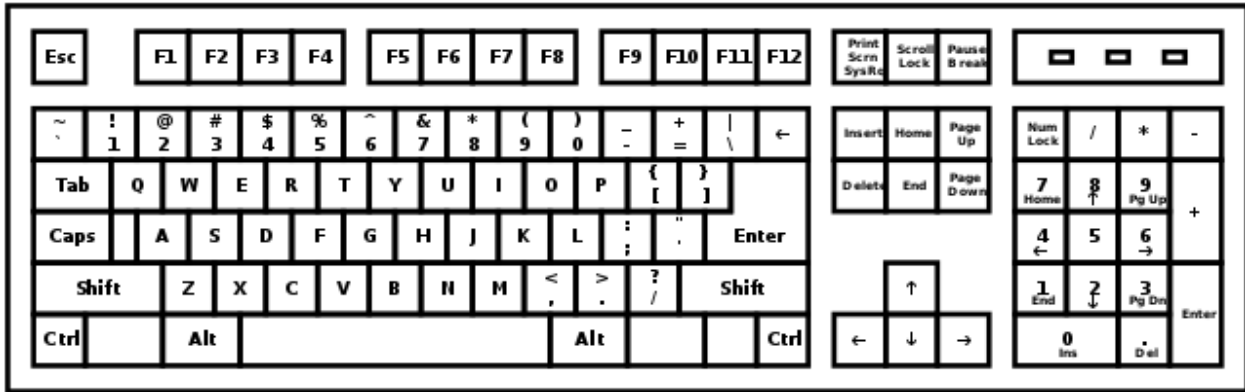 Esc F1 F2 F3 F4 F5 F6 F7 F8 F9 F10 F11 F12 Print Scrn SysRq Scroll Lock Pause Break
~ ! @ # $ % ^ & * ( ) _ + |
` 1 2 3 4 5 6 7 8 9 0 - = \ ←
Insert Home Page Up Num Lock / * -
Tab Q W E R T Y U I O P { [ } ]
Delete End Page Down 7 Home 8 ↑ 9 Pg Up +
Caps A S D F G H J K L : ; " . Enter
4 ← 5 6 →
Shift Z X C V B N M < , > . ? / Shift
↑ 1 End 2 ↓ 3 Pg Dn Enter
Ctrl Alt Alt Ctrl ← ↓ → 0 Ins . Del